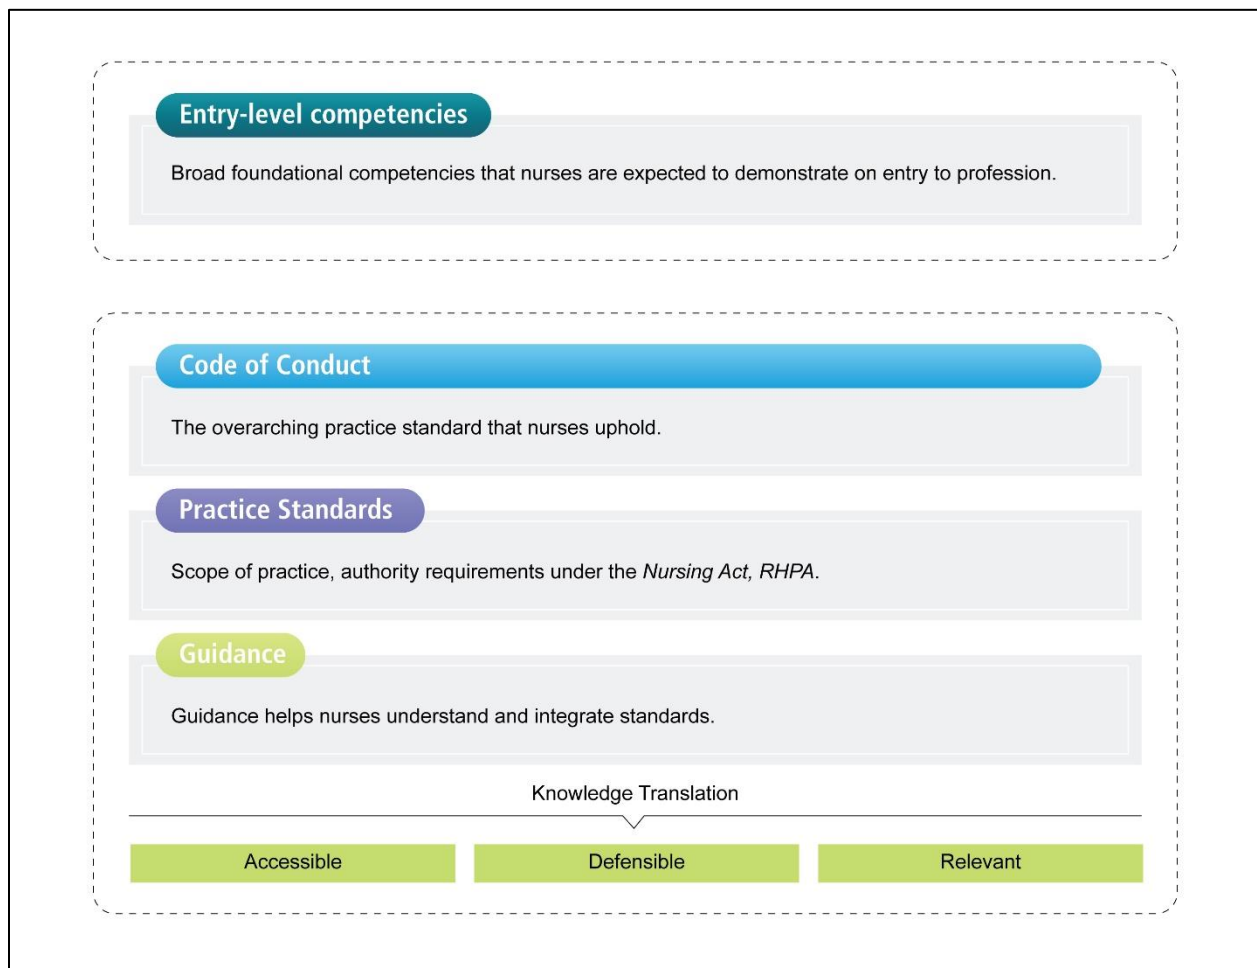 Entry-level competencies
Broad foundational competencies that nurses are expected to demonstrate on entry to profession.
Code of Conduct
The overarching practice standard that nurses uphold.
Practice Standards
Scope of practice, authority requirements under the Nursing Act, RHPA.
Guidance
Guidance helps nurses understand and integrate standards.
Knowledge Translation
Accessible
Defensible
Relevant